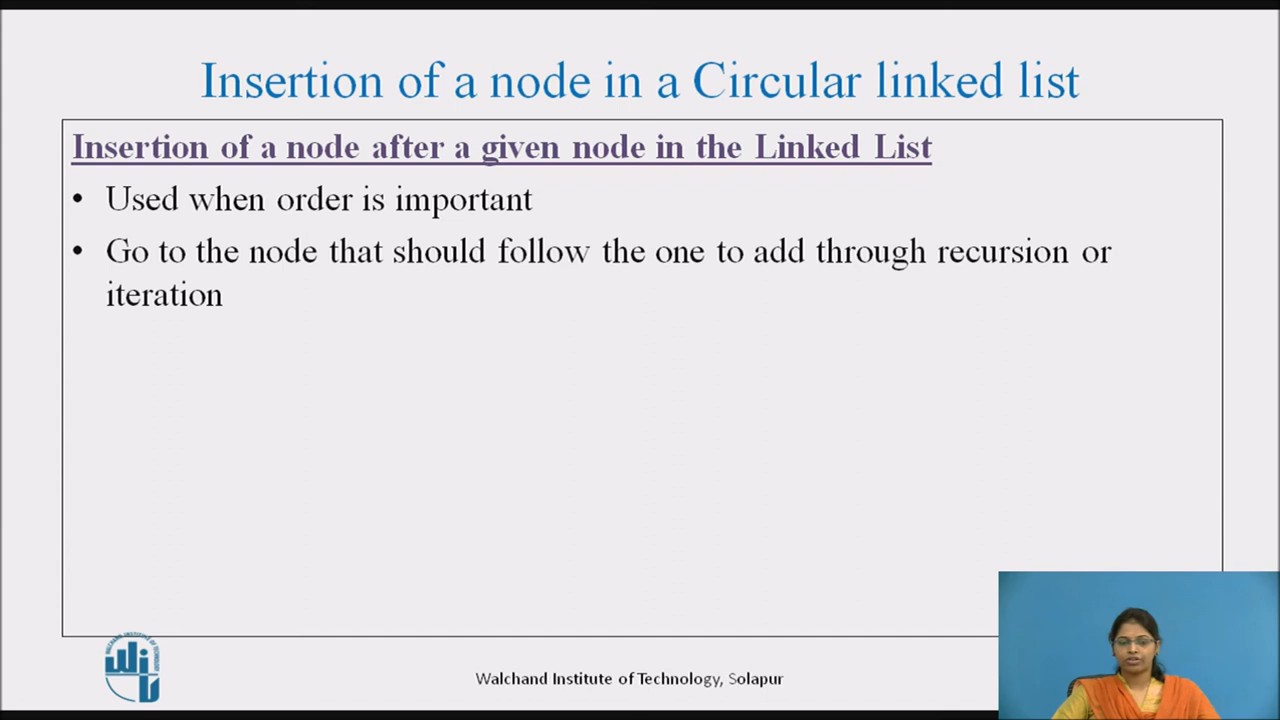 Insertion of a node in a Circular linked list
Insertion of a node after a given node in the Linked List
• Used when order is important
• Go to the node that should follow the one to add through recursion or
iteration
Walchand Institute of Technology, Solapur